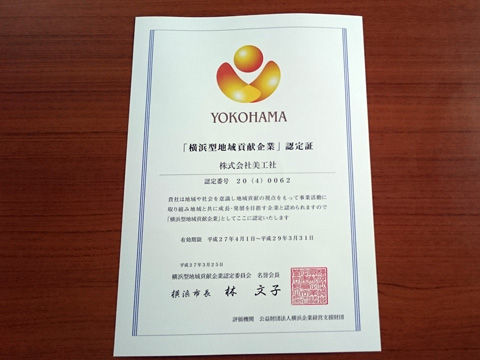 YOKOHAMA
「横浜型地域貢献企業」認定証
株式会社美工社
認定番号 20(4)0062
貴社は地域や社会を意識し地域貢献の視点をもって事業活動に
取り組み地域と共に成長・発展を目指す企業と認められますので
「横浜型地域貢献企業」としてここに認定いたします
有効期限 平成27年4月1日～平成29年3月31日
平成27年3月25日
横浜型地域貢献企業認定委員会 名誉会長
横浜市長 林 文子
評価機関 公益財団法人横浜企業経営支援財団